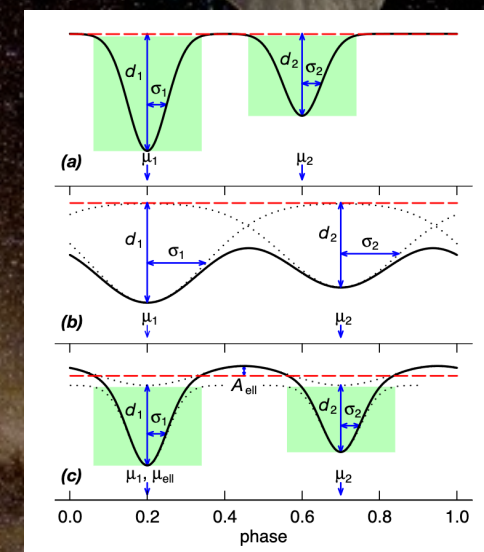 d₁ σ₁ d₂ σ₂
(a) μ₁ μ₂
d₁ σ₁ d₂ σ₂
(b) μ₁ μ₂
A ell
d₁ σ₁ d₂ σ₂
(c) μ₁, μell μ₂
0.0 0.2 0.4 0.6 0.8 1.0
phase